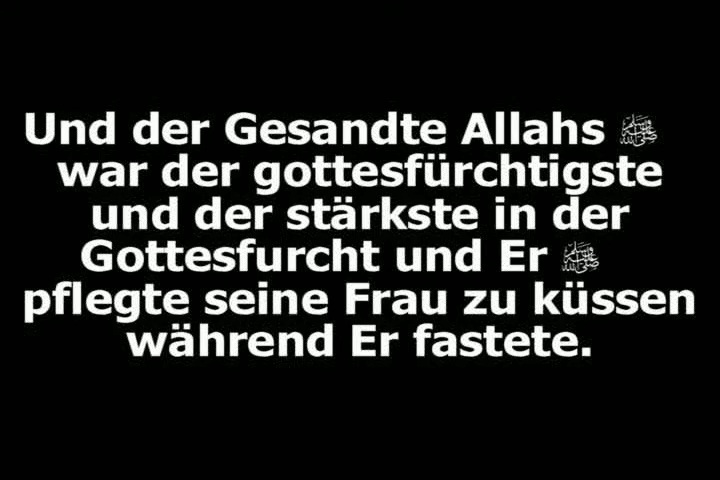 Und der Gesandte Allahs ﷺ
war der gottesfürchtigste
und der stärkste in der
Gottesfurcht und Er ﷺ
pflegte seine Frau zu küssen
während Er fastete.